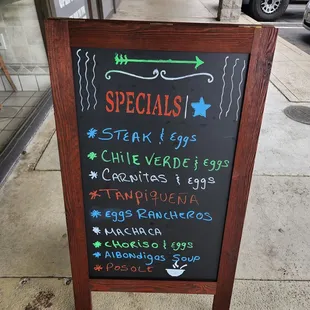 SPECIALS
STEAK & Eggs
CHILE VERDE & Eggs
CARNITAS & Eggs
TANPIQUEÑA
eggs RANCHEROS
MACHACA
CHORISO & Eggs
Albondigas Soup
POSOLE